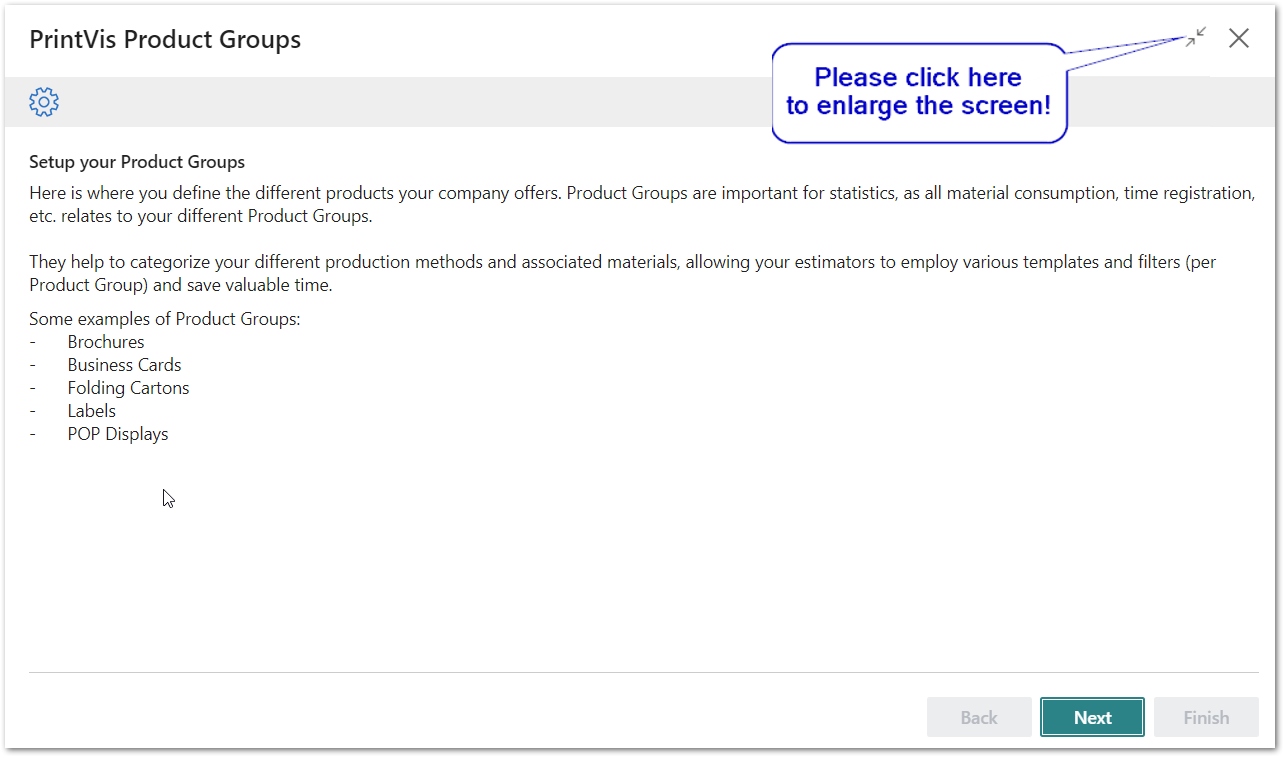 PrintVis Product Groups
Please click here
to enlarge the screen!
Setup your Product Groups
Here is where you define the different products your company offers. Product Groups are important for statistics, as all material consumption, time registration,
etc. relates to your different Product Groups.
They help to categorize your different production methods and associated materials, allowing your estimators to employ various templates and filters (per
Product Group) and save valuable time.
Some examples of Product Groups:
- Brochures
- Business Cards
- Folding Cartons
- Labels
- POP Displays
Back Next Finish